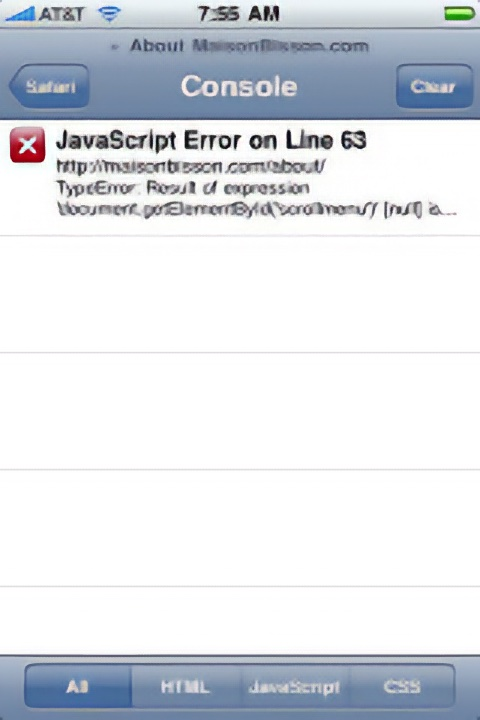 AT&T 7:55 AM
About MaisonBisson.com
Safari Console Clear
JavaScript Error on Line 63
http://maisonbisson.com/about/
TypeError: Result of expression
'document.getElementById('scrollmenu')' [null] is...
All HTML JavaScript CSS